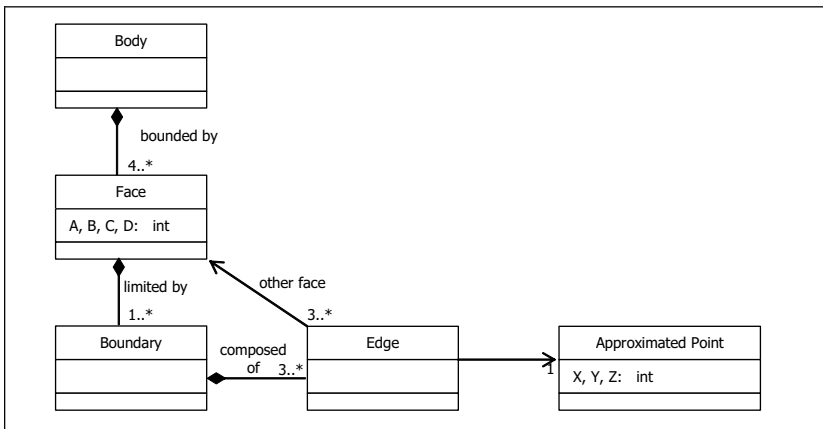 Body
bounded by
4..*
Face
A, B, C, D: int
limited by
other face
1..*
3..*
Boundary
composed
of
3..*
Edge
Approximated Point
1
X, Y, Z: int